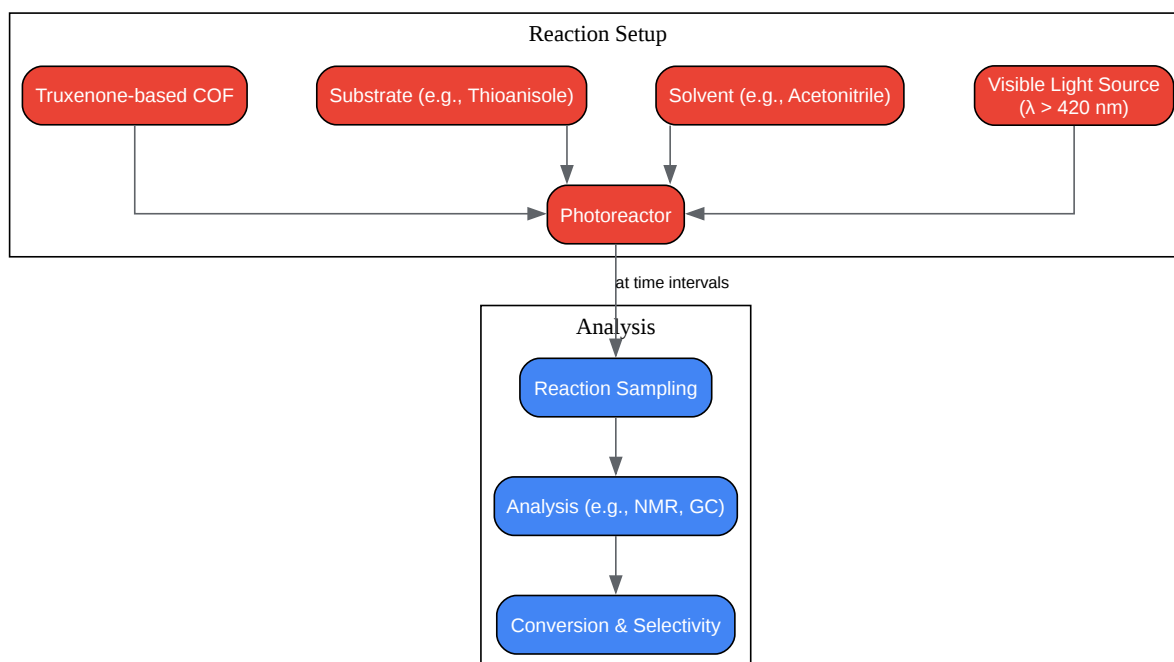 Reaction Setup
Truxenone-based COF
Substrate (e.g., Thioanisole)
Solvent (e.g., Acetonitrile)
Visible Light Source
(λ > 420 nm)
Photoreactor
at time intervals
Analysis
Reaction Sampling
Analysis (e.g., NMR, GC)
Conversion & Selectivity